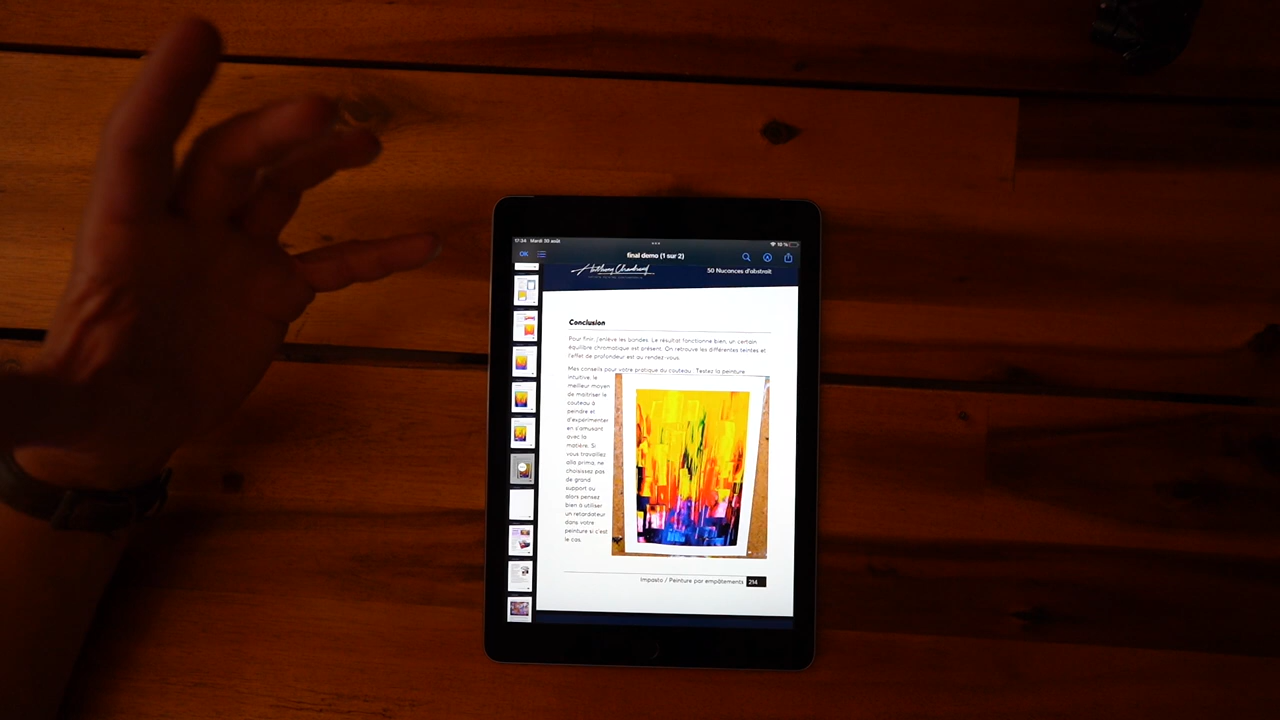 17:34 Mardi 30 août
18 %
OK
final demo (1 sur 2)
50 Nuances d'abstrait
Conclusion
Pour finir, j'enlève les bandes. Le résultat fonctionne bien, un certain
équilibre chromatique est présent. On retrouve les différentes teintes et
l'effet de profondeur est au rendez-vous.
Mes conseils pour votre pratique du couteau : Testez la peinture
intuitive, le
meilleur moyen
de maitriser le
couteau à
peindre et
d'expérimenter
en s'amusant
avec la
matière. Si
vous travaillez
alla prima, ne
choisissez pas
de grand
support ou
alors pensez
bien à utiliser
un retardateur
dans votre
peinture si c'est
le cas.
Impasto / Peinture par empâtements 214